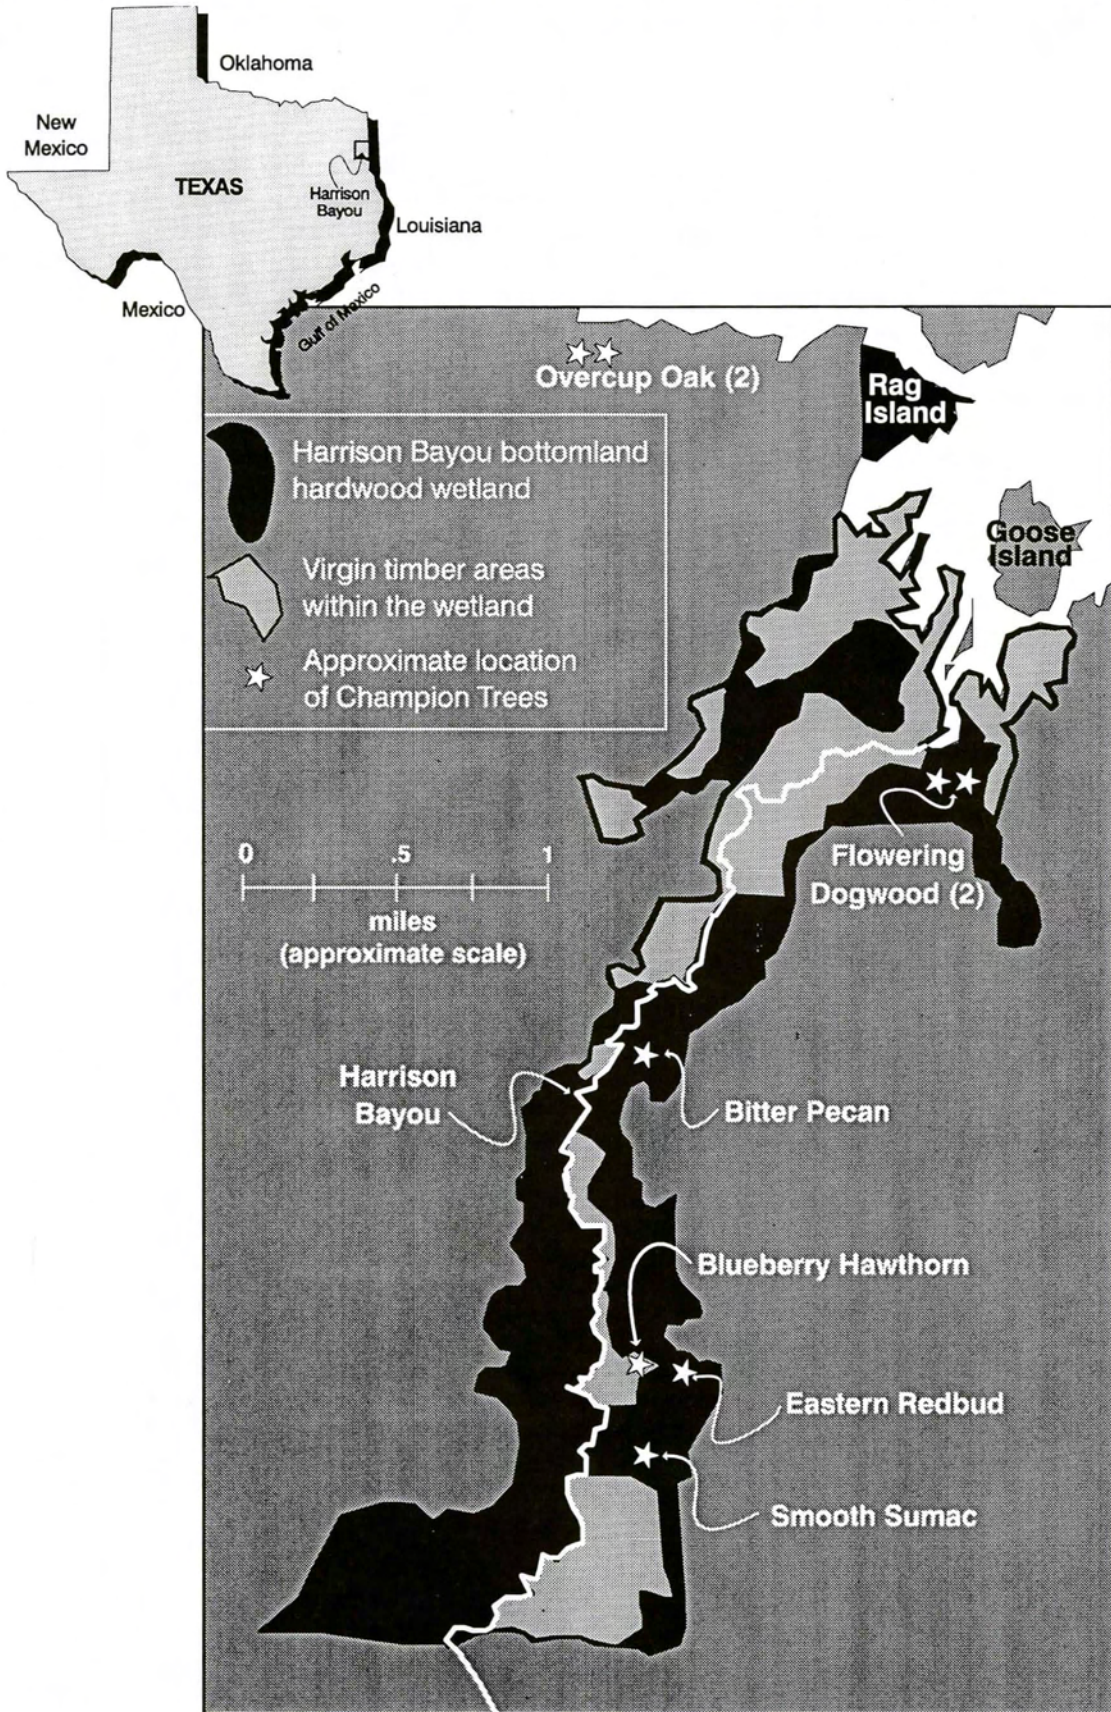 Oklahoma
New
Mexico
TEXAS
Harrison
Bayou
Louisiana
Mexico
Gulf of Mexico
Overcup Oak (2)
Rag
Island
Harrison Bayou bottomland
hardwood wetland
Goose
Island
Virgin timber areas
within the wetland
Approximate location
of Champion Trees
0 .5 1
miles
(approximate scale)
Flowering
Dogwood (2)
Harrison
Bayou
Bitter Pecan
Blueberry Hawthorn
Eastern Redbud
Smooth Sumac